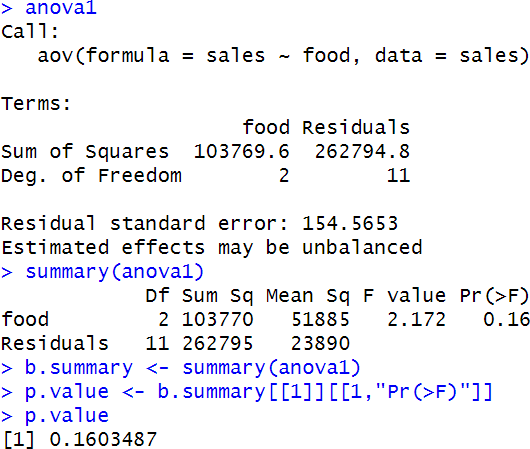 > anova1
Call:
   aov(formula = sales ~ food, data = sales)

Terms:
                    food Residuals
Sum of Squares  103769.6  262794.8
Deg. of Freedom        2        11

Residual standard error: 154.5653
Estimated effects may be unbalanced
> summary(anova1)
            Df Sum Sq Mean Sq F value Pr(>F)
food         2 103770   51885   2.172   0.16
Residuals   11 262795   23890
> b.summary <- summary(anova1)
> p.value <- b.summary[[1]][[1,"Pr(>F)"]]
> p.value
[1] 0.1603487